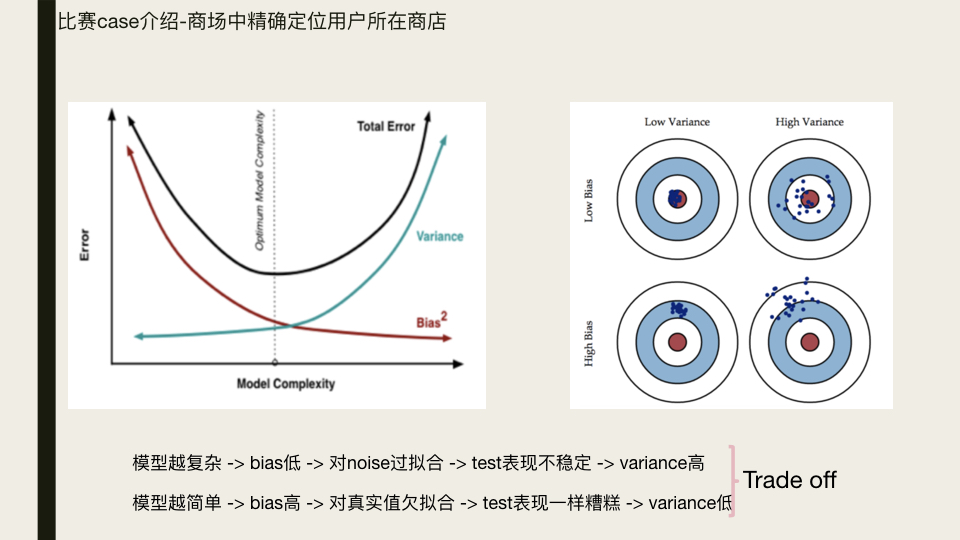 比赛case介绍-商场中精确定位用户所在商店
Total Error
Optimum Model Complexity
Error
Variance
Bias2
Model Complexity
Low Variance
High Variance
Low Bias
High Bias
模型越复杂 -> bias低 -> 对noise过拟合 -> test表现不稳定 -> variance高
模型越简单 -> bias高 -> 对真实值欠拟合 -> test表现一样糟糕 -> variance低
Trade off